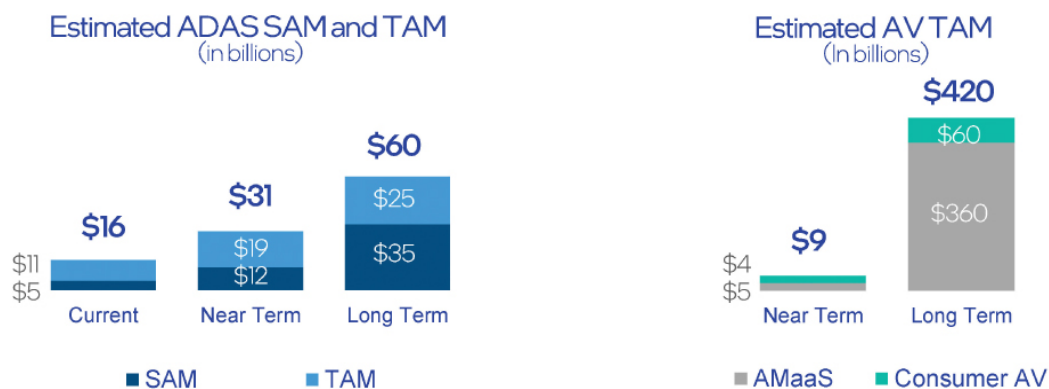 Estimated ADAS SAM and TAM
(in billions)
$16
$11
$5
Current
$31
$19
$12
Near Term
$60
$25
$35
Long Term
SAM
TAM
Estimated AV TAM
(In billions)
$9
$4
$5
Near Term
$420
$60
$360
Long Term
AMaaS
Consumer AV